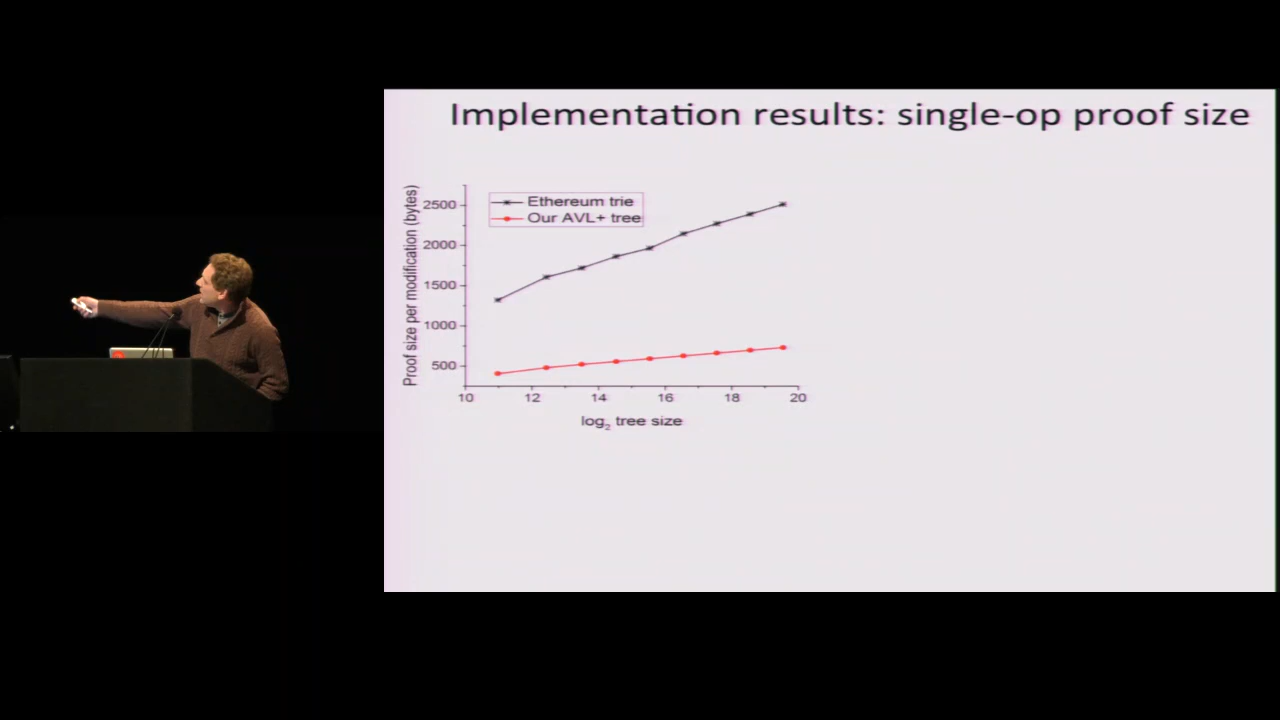 Implementation results: single-op proof size
Proof size per modification (bytes)
2500
2000
1500
1000
500
Ethereum trie
Our AVL+ tree
10 12 14 16 18 20
log₂ tree size